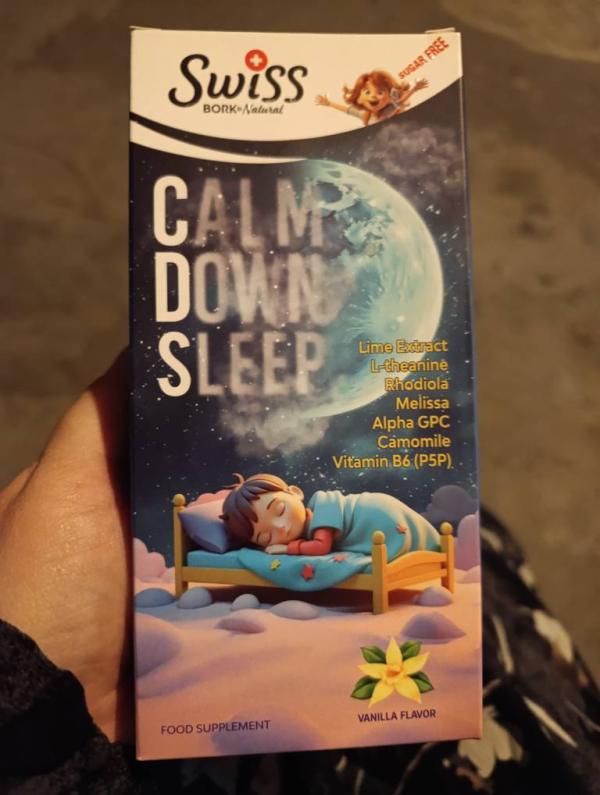 Swiss
BORK® Natural
SUGAR FREE
CALM
DOWN
SLEEP
Lime Extract
L-theanine
Rhodiola
Melissa
Alpha GPC
Camomile
Vitamin B6 (P5P)
FOOD SUPPLEMENT
VANILLA FLAVOR